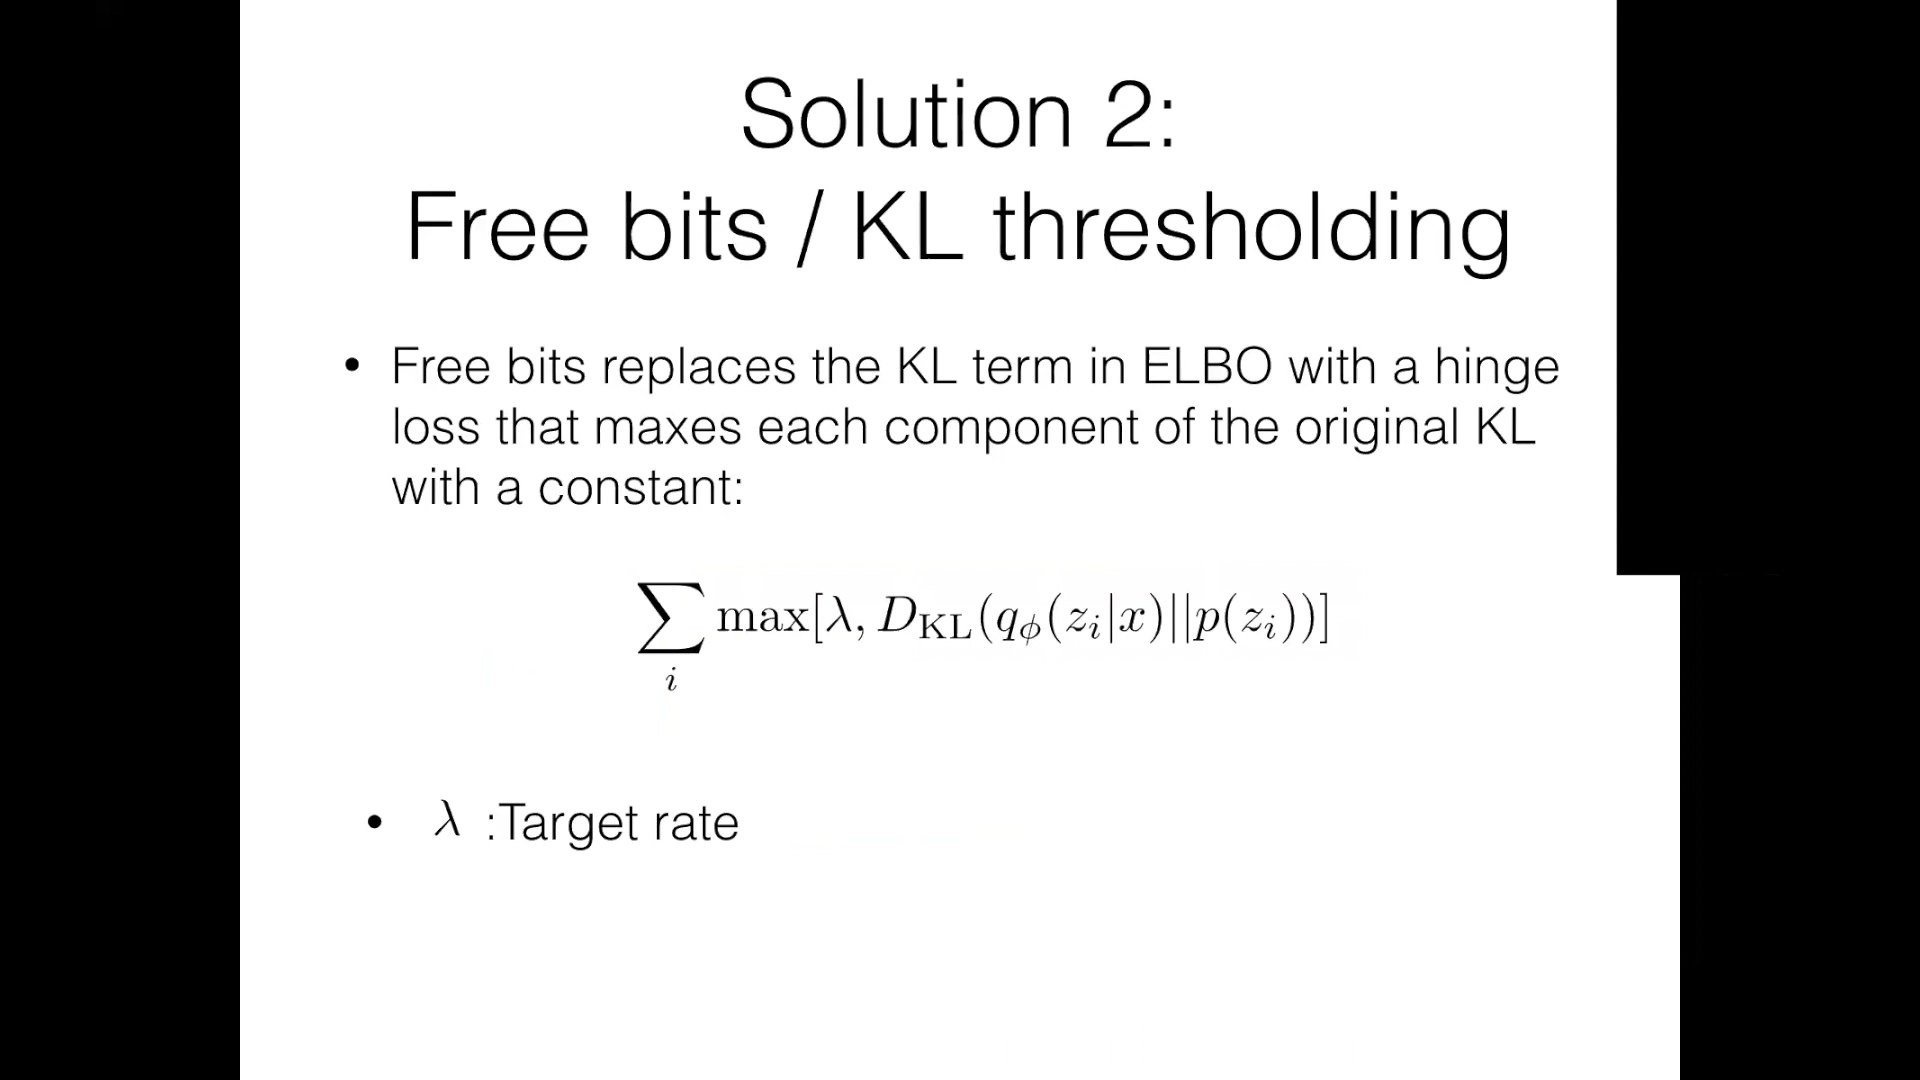 Solution 2:
Free bits / KL thresholding
• Free bits replaces the KL term in ELBO with a hinge
loss that maxes each component of the original KL
with a constant:
∑_i max[λ, D_KL(q_ϕ(z_i|x)||p(z_i))]
• λ :Target rate